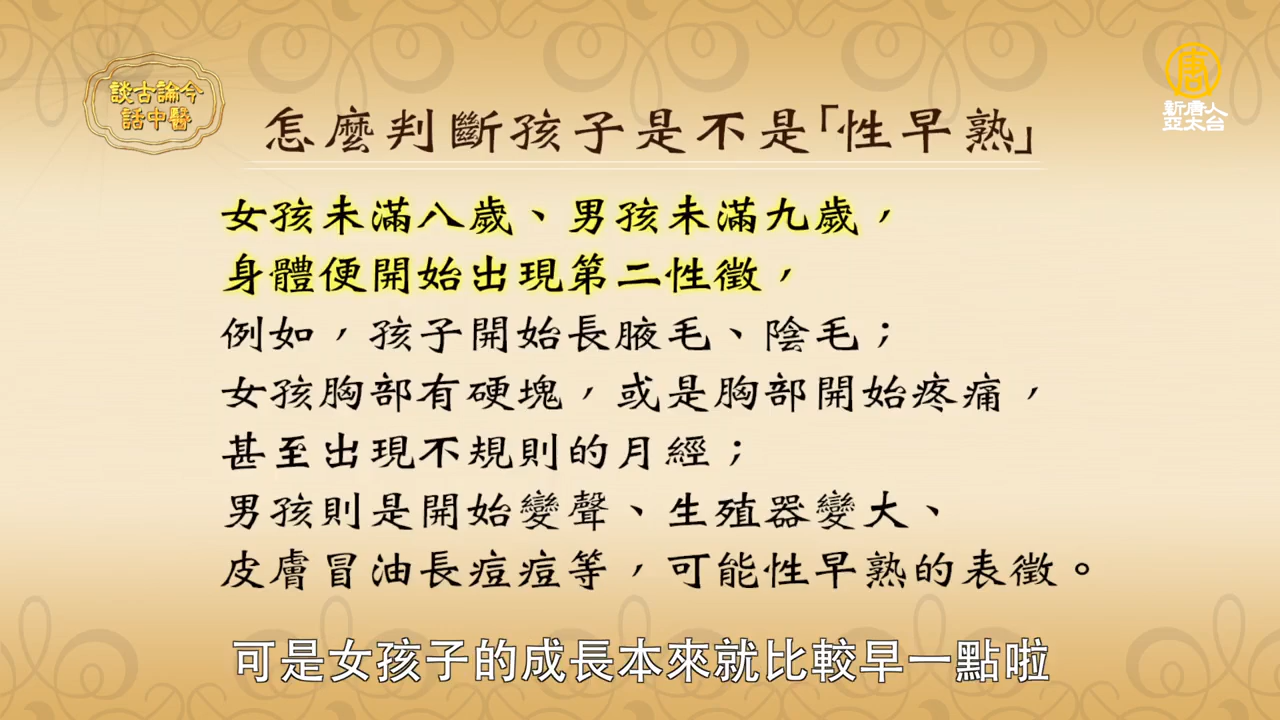 談古論今
話中醫
唐
新唐人
亞太台
怎麼判斷孩子是不是「性早熟」
女孩未滿八歲、男孩未滿九歲，
身體便開始出現第二性徵，
例如，孩子開始長腋毛、陰毛；
女孩胸部有硬塊，或是胸部開始疼痛，
甚至出現不規則的月經；
男孩則是開始變聲、生殖器變大、
皮膚冒油長痘痘等，可能性早熟的表徵。
可是女孩子的成長本來就比較早一點啦